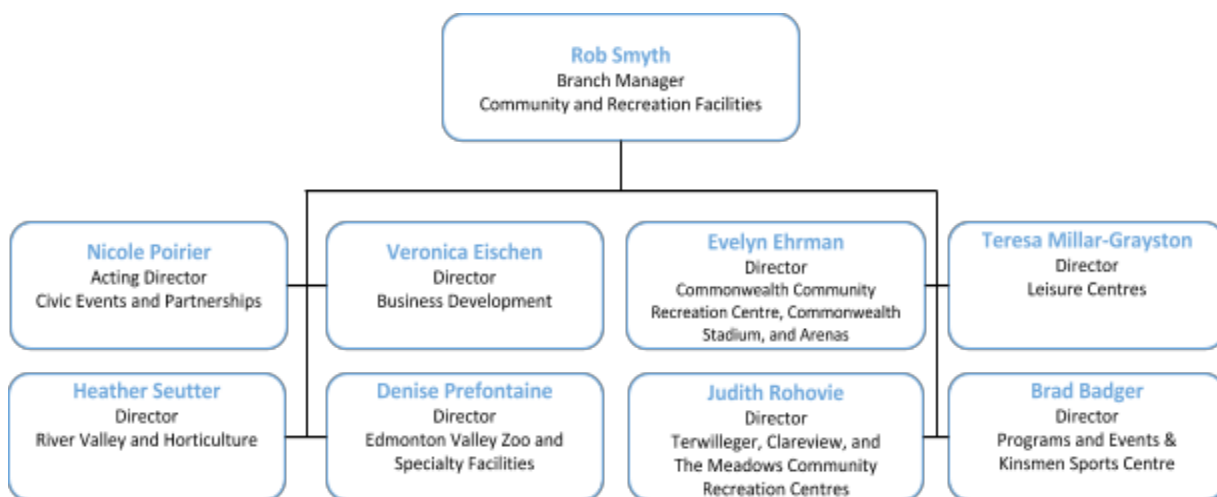 Rob Smyth
Branch Manager
Community and Recreation Facilities
Nicole Poirier
Acting Director
Civic Events and Partnerships
Veronica Eischen
Director
Business Development
Evelyn Ehrman
Director
Commonwealth Community
Recreation Centre, Commonwealth
Stadium, and Arenas
Teresa Millar-Grayston
Director
Leisure Centres
Heather Seutter
Director
River Valley and Horticulture
Denise Prefontaine
Director
Edmonton Valley Zoo and
Specialty Facilities
Judith Rohovie
Director
Terwilleger, Clareview, and
The Meadows Community
Recreation Centres
Brad Badger
Director
Programs and Events &
Kinsmen Sports Centre